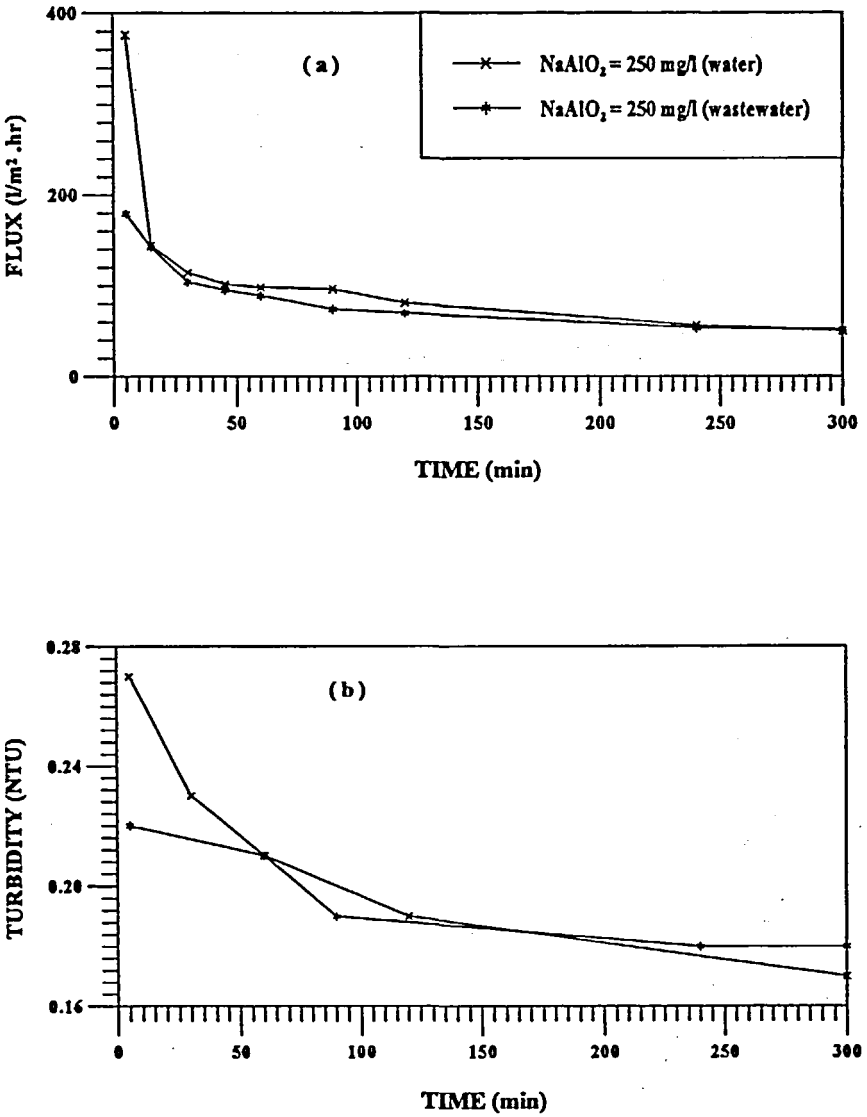 400
(a)
NaAlO₂ = 250 mg/l (water)
NaAlO₂ = 250 mg/l (wastewater)
FLUX (l/m² .hr)
200
0
0 50 100 150 200 250 300
TIME (min)
0.28
(b)
0.24
TURBIDITY (NTU)
0.20
0.16
0 50 100 150 200 250 300
TIME (min)